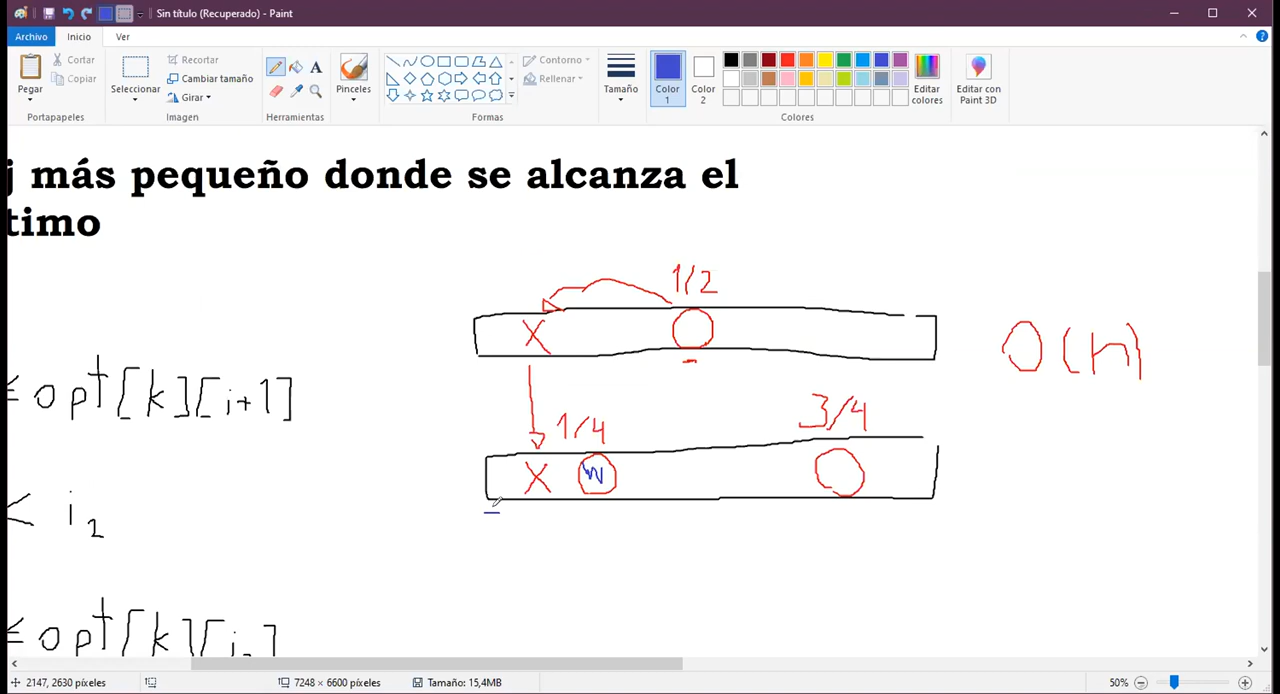 Sin título (Recuperado) - Paint
Archivo Inicio Ver
Pegar
Cortar
Copiar
Portapapeles
Seleccionar
Recortar
Cambiar tamaño
Girar
Imagen
A
Herramientas
Pinceles
Contorno
Rellenar
Formas
Tamaño
Color 1
Color 2
Editar colores
Editar con Paint 3D
Colores
j más pequeño donde se alcanza el
timo
1/2
X
O(n)
≤ opt[k][i+1]
1/4
3/4
X
< i2
≤ opt[k][i
2147, 2630 píxeles
7248 × 6600 píxeles
Tamaño: 15,4MB
50%